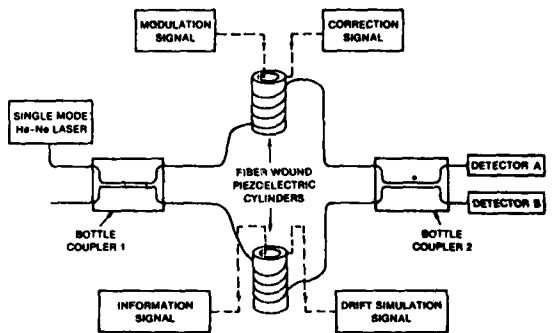 MODULATION
SIGNAL
CORRECTION
SIGNAL
SINGLE MODE
He-Ne LASER
FIBER WOUND
PIEZOELECTRIC
CYLINDERS
DETECTOR A
DETECTOR B
BOTTLE
COUPLER 1
BOTTLE
COUPLER 2
INFORMATION
SIGNAL
DRIFT SIMULATION
SIGNAL